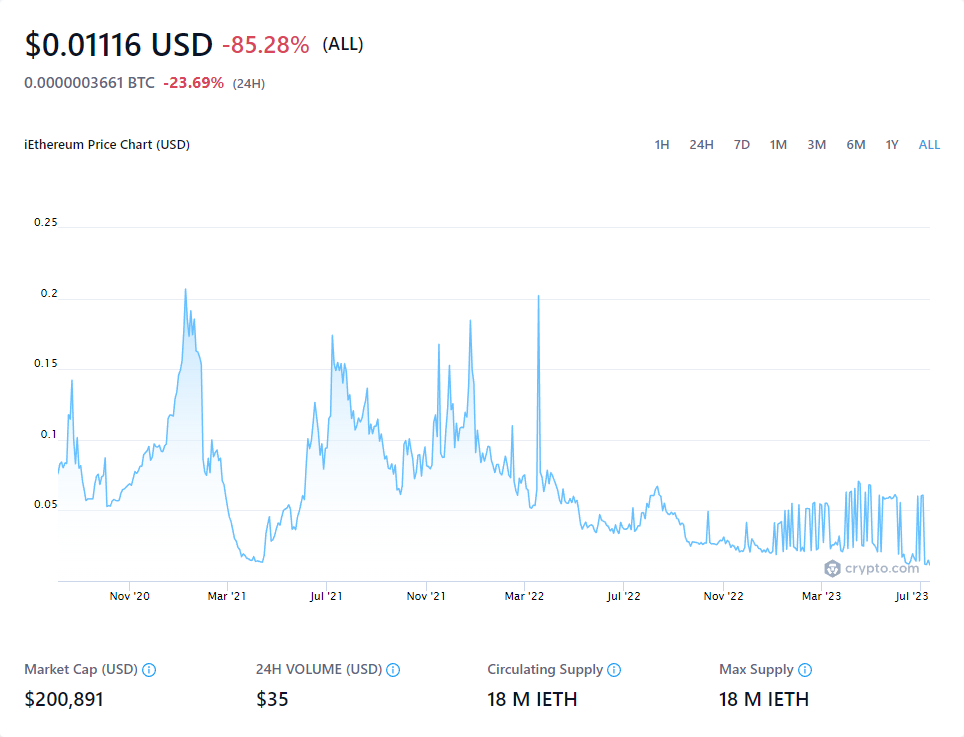 $0.01116 USD -85.28% (ALL)
0.0000003661 BTC -23.69% (24H)
iEthereum Price Chart (USD) 1H 24H 7D 1M 3M 6M 1Y ALL
0.25
0.2
0.15
0.1
0.05
crypto.com
Nov '20 Mar '21 Jul '21 Nov '21 Mar '22 Jul '22 Nov '22 Mar '23 Jul '23
Market Cap (USD) 24H VOLUME (USD) Circulating Supply Max Supply
$200,891 $35 18 M IETH 18 M IETH